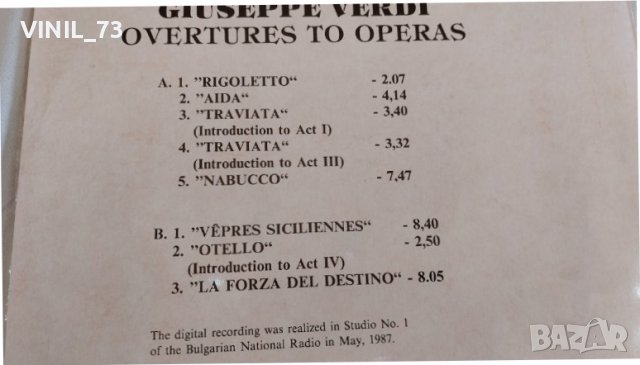 VINIL_73
GIUSEPPE VERDI
OVERTURES TO OPERAS
A. 1. ”RIGOLETTO“ - 2.07
2. ”AIDA“ - 4,14
3. ”TRAVIATA“ - 3,40
(Introduction to Act I)
4. ”TRAVIATA“ - 3,32
(Introduction to Act III)
5. ”NABUCCO“ - 7,47
B. 1. ”VÊPRES SICILIENNES“ - 8,40
2. ”OTELLO“ - 2,50
(Introduction to Act IV)
3. ”LA FORZA DEL DESTINO“ - 8.05
The digital recording was realized in Studio No. 1
of the Bulgarian National Radio in May, 1987.
BAZAR